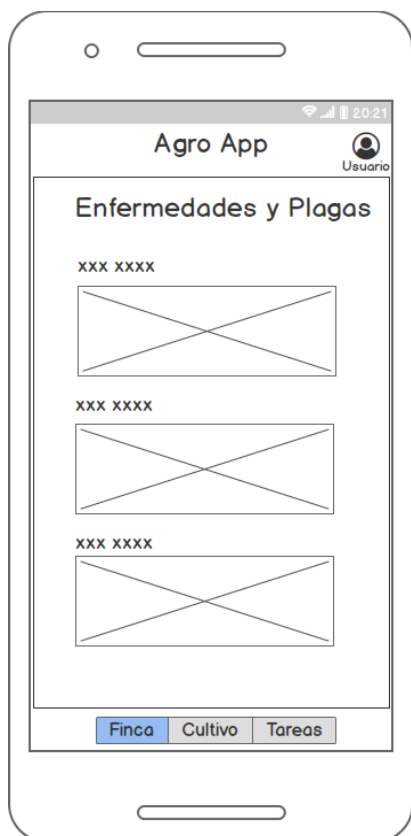 20:21
Agro App
Usuario
Enfermedades y Plagas
xxx xxxx
xxx xxxx
xxx xxxx
Finca Cultivo Tareas